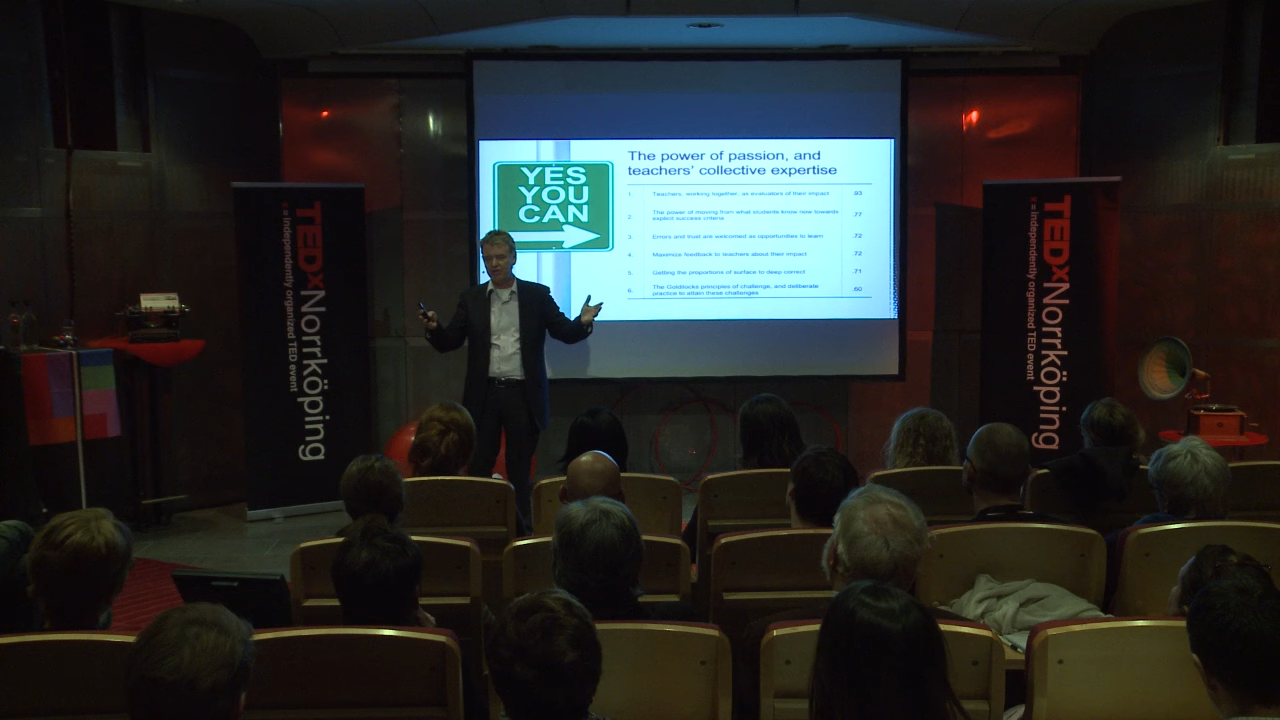 YES
YOU
CAN
The power of passion, and
teachers' collective expertise
1. Teachers, working together, as evaluators of their impact .93
2. The power of moving from what students know now towards
explicit success criteria .77
3. Errors and trust are welcomed as opportunities to learn .72
4. Maximize feedback to teachers about their impact .72
5. Getting the proportions of surface to deep correct .71
6. The Goldilocks principles of challenge, and deliberate
practice to attain these challenges .60
TEDxNorrköping
x = independently organized TED event
TEDxNorrköping
x = independently organized TED event